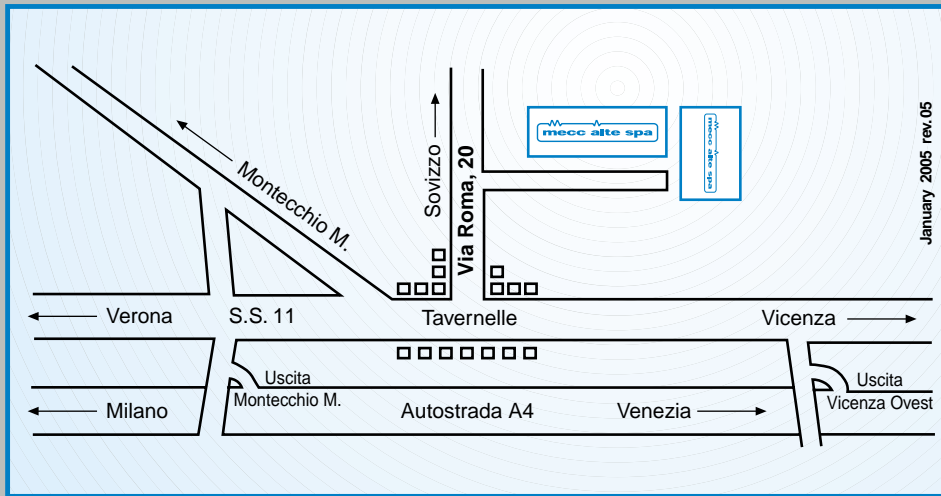 mecc alte spa
mecc alte spa
January 2005 rev.05
Montecchio M.
Sovizzo
Via Roma, 20
Verona
S.S. 11
Tavernelle
Vicenza
Uscita
Montecchio M.
Uscita
Vicenza Ovest
Milano
Autostrada A4
Venezia